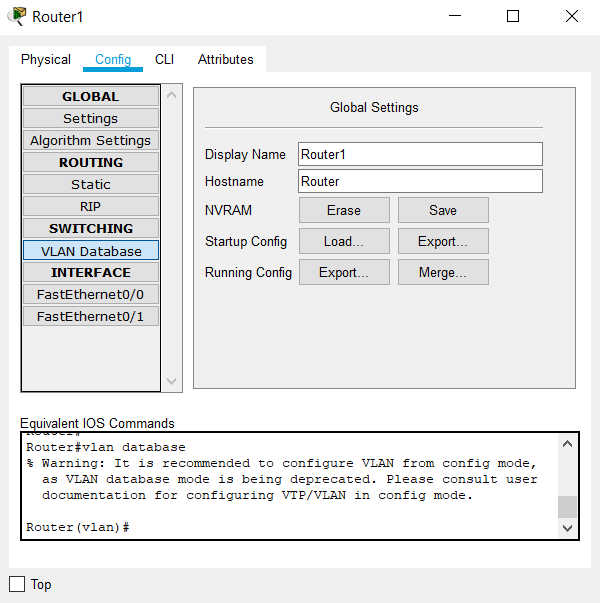 Router1
Physical Config CLI Attributes
GLOBAL
Settings
Algorithm Settings
ROUTING
Static
RIP
SWITCHING
VLAN Database
INTERFACE
FastEthernet0/0
FastEthernet0/1
Global Settings
Display Name Router1
Hostname Router
NVRAM Erase Save
Startup Config Load... Export...
Running Config Export... Merge...
Equivalent IOS Commands
Router#
Router#vlan database
% Warning: It is recommended to configure VLAN from config mode,
as VLAN database mode is being deprecated. Please consult user
documentation for configuring VTP/VLAN in config mode.
Router(vlan)#
Top